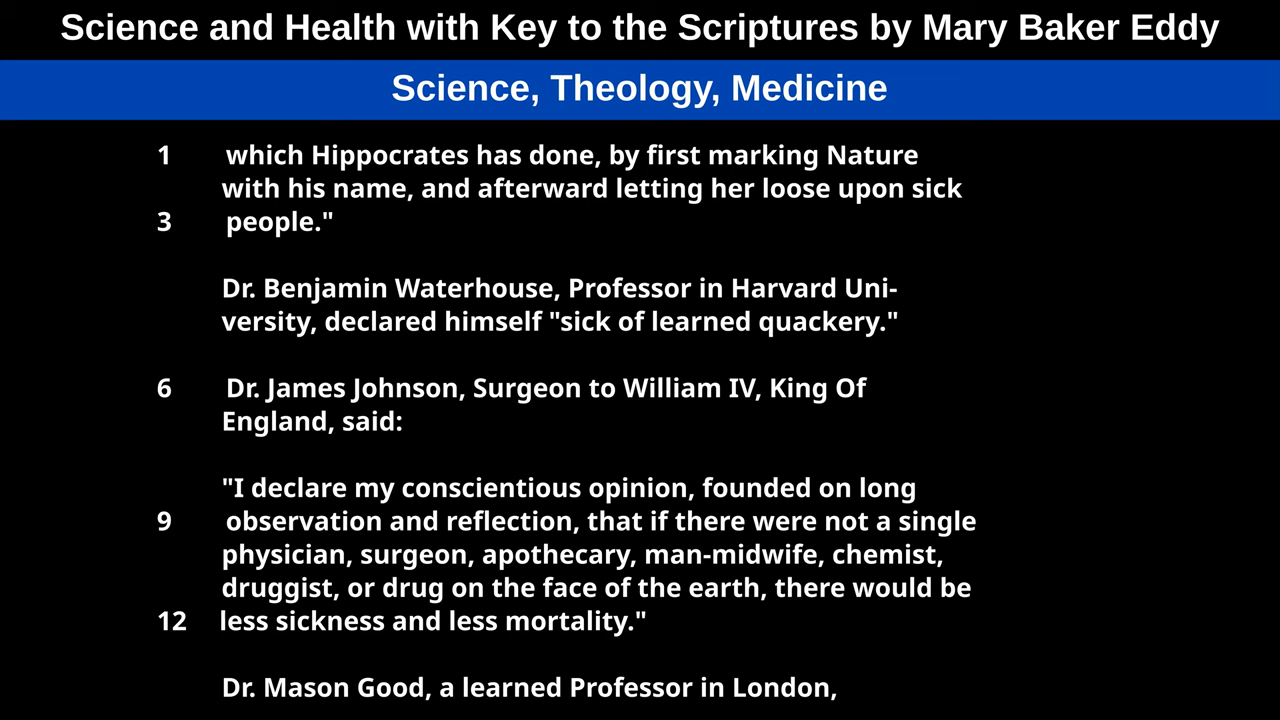 Science and Health with Key to the Scriptures by Mary Baker Eddy
Science, Theology, Medicine
1 which Hippocrates has done, by first marking Nature
with his name, and afterward letting her loose upon sick
3 people."
Dr. Benjamin Waterhouse, Professor in Harvard Uni-
versity, declared himself "sick of learned quackery."
6 Dr. James Johnson, Surgeon to William IV, King Of
England, said:
"I declare my conscientious opinion, founded on long
9 observation and reflection, that if there were not a single
physician, surgeon, apothecary, man-midwife, chemist,
druggist, or drug on the face of the earth, there would be
12 less sickness and less mortality."
Dr. Mason Good, a learned Professor in London,